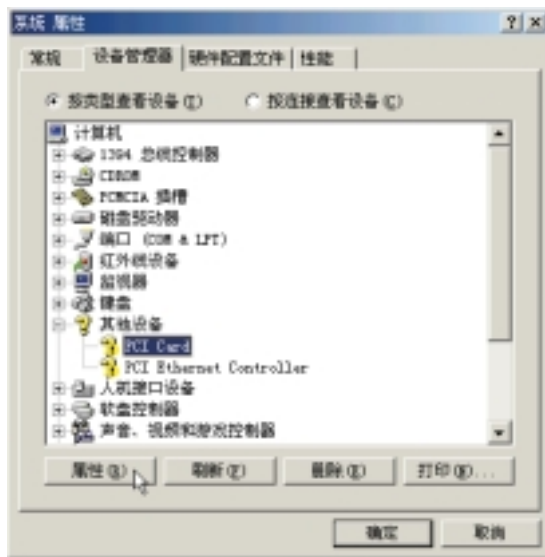 系统 属性
常规 设备管理器 硬件配置文件 性能
按类型查看设备(T) 按连接查看设备(C)
计算机
1394 总线控制器
CDROM
PCMCIA 插槽
磁盘驱动器
端口 (COM & LPT)
红外线设备
监视器
键盘
其他设备
PCI Card
PCI Ethernet Controller
人机接口设备
软盘控制器
声音、视频和游戏控制器
属性(R) 刷新(F) 删除(E) 打印(N)...
确定 取消